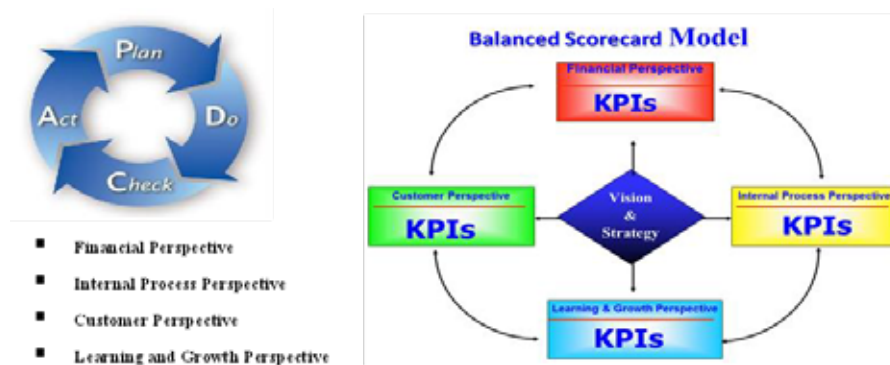 Plan
Do
Check
Act
Financial Perspective
Internal Process Perspective
Customer Perspective
Learning and Growth Perspective
Balanced Scorecard Model
Financial Perspective
KPIs
Customer Perspective
KPIs
Vision
&
Strategy
Internal Process Perspective
KPIs
Learning & Growth Perspective
KPIs